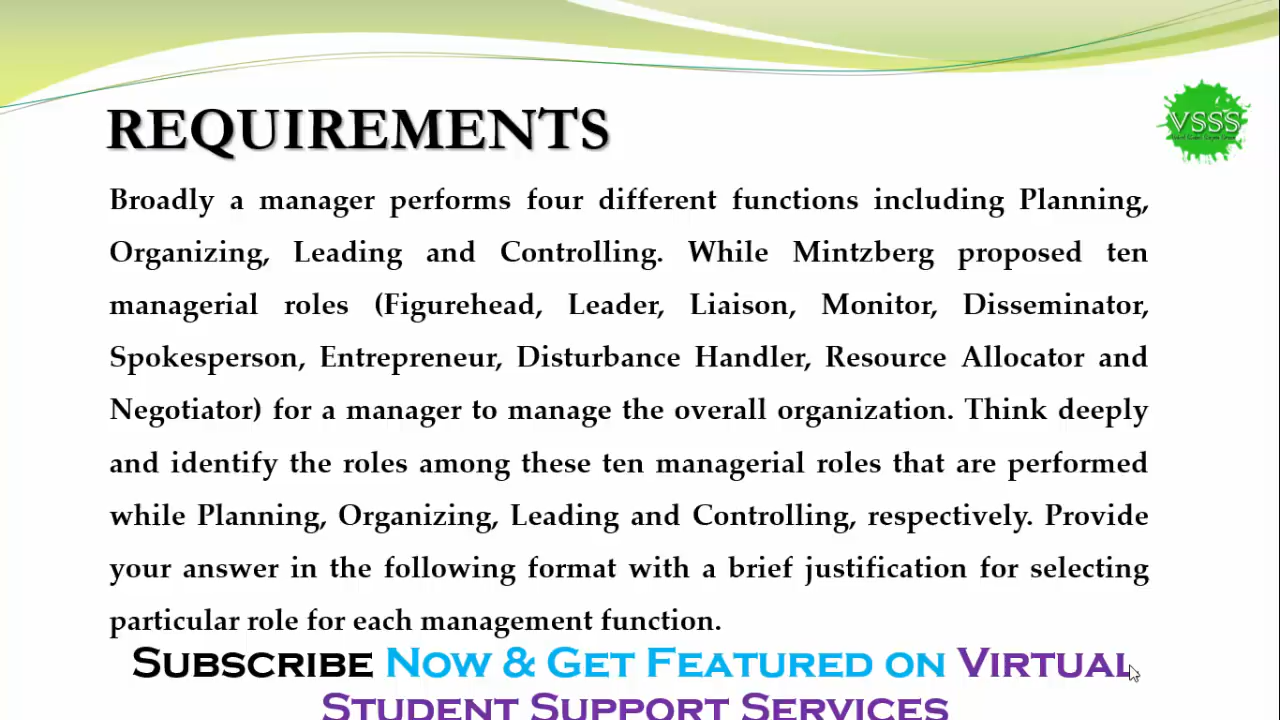 REQUIREMENTS
VSSS
Broadly a manager performs four different functions including Planning,
Organizing, Leading and Controlling. While Mintzberg proposed ten
managerial roles (Figurehead, Leader, Liaison, Monitor, Disseminator,
Spokesperson, Entrepreneur, Disturbance Handler, Resource Allocator and
Negotiator) for a manager to manage the overall organization. Think deeply
and identify the roles among these ten managerial roles that are performed
while Planning, Organizing, Leading and Controlling, respectively. Provide
your answer in the following format with a brief justification for selecting
particular role for each management function.
SUBSCRIBE NOW & GET FEATURED ON VIRTUAL
STUDENT SUPPORT SERVICES